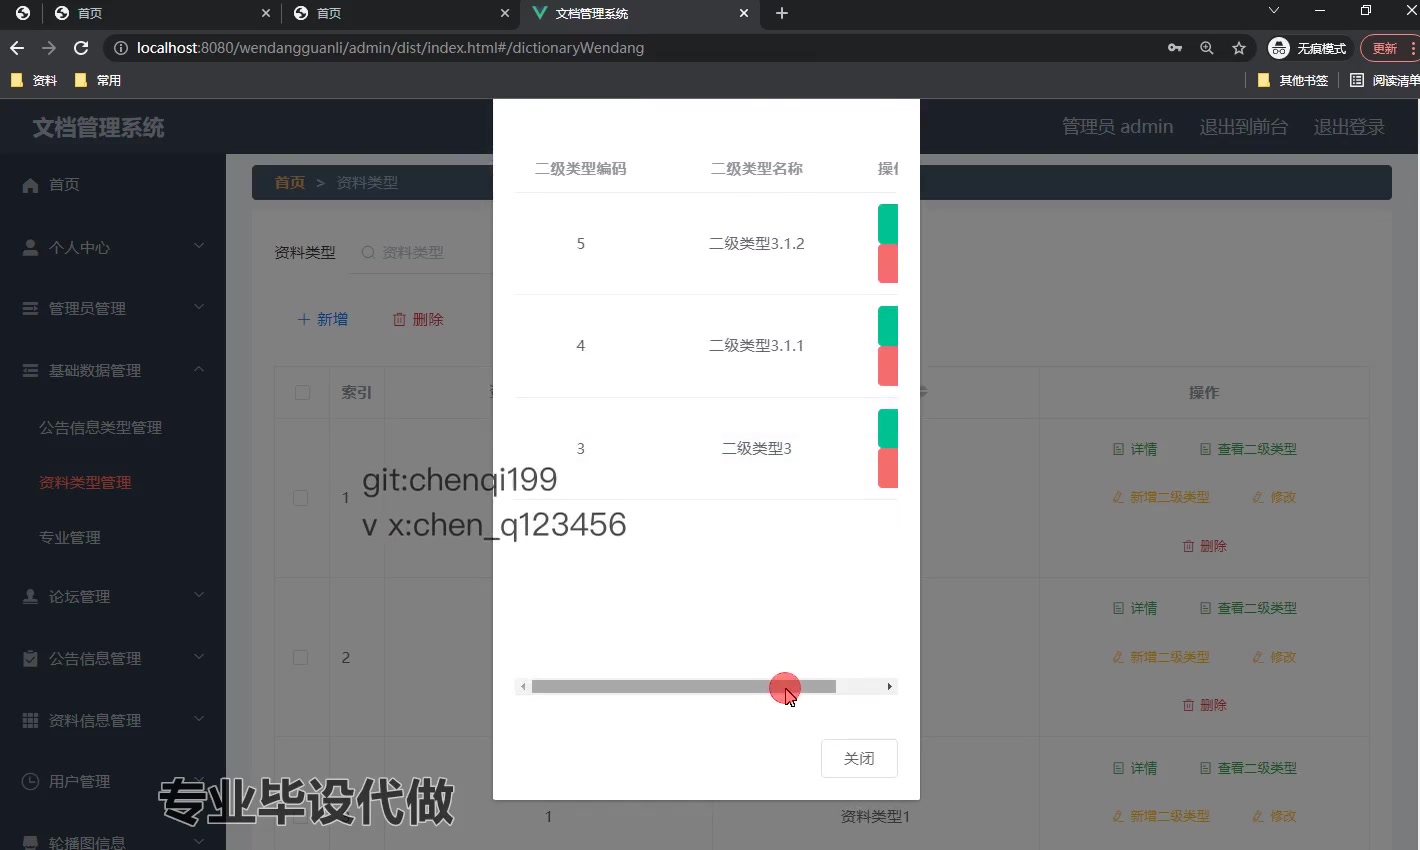 首页
首页
文档管理系统
localhost:8080/wendangguanli/admin/dist/index.html#/dictionaryWendang
无痕模式
更新
资料
常用
其他书签
阅读清单
文档管理系统
管理员 admin
退出到前台
退出登录
首页
个人中心
管理员管理
基础数据管理
公告信息类型管理
资料类型管理
专业管理
论坛管理
公告信息管理
资料信息管理
用户管理
轮播图信息
首页 > 资料类型
资料类型
资料类型
新增
删除
索引
操作
1
详情
查看二级类型
新增二级类型
修改
删除
2
详情
查看二级类型
新增二级类型
修改
删除
详情
查看二级类型
1
资料类型1
新增二级类型
修改
二级类型编码
二级类型名称
操作
5
二级类型3.1.2
4
二级类型3.1.1
3
二级类型3
关闭
git:chenqi199
v x:chen_q123456
专业毕设代做